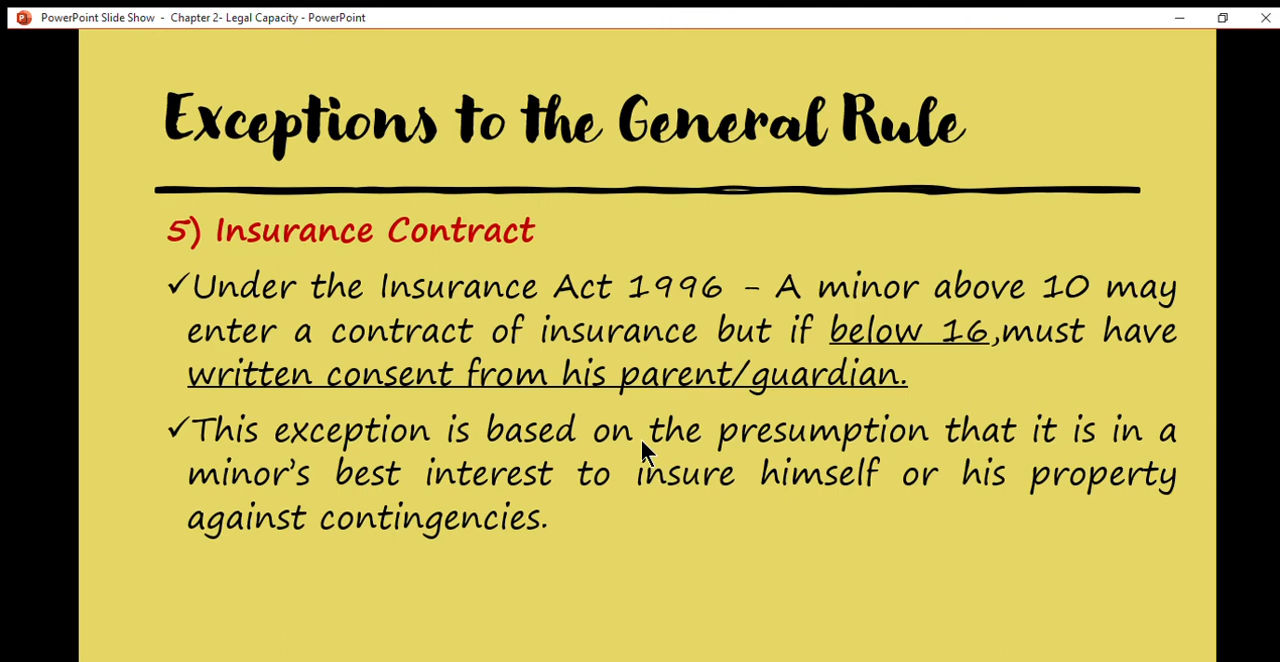 PowerPoint Slide Show - Chapter 2- Legal Capacity - PowerPoint
Exceptions to the General Rule
5) Insurance Contract
✓Under the Insurance Act 1996 – A minor above 10 may
enter a contract of insurance but if below 16,must have
written consent from his parent/guardian.
✓This exception is based on the presumption that it is in a
minor's best interest to insure himself or his property
against contingencies.